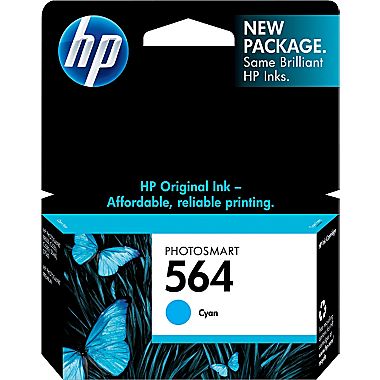 hp
NEW
PACKAGE.
Same Brilliant
HP Inks.
HP Original Ink –
Affordable, reliable printing.
PHOTOSMART
564
Cyan